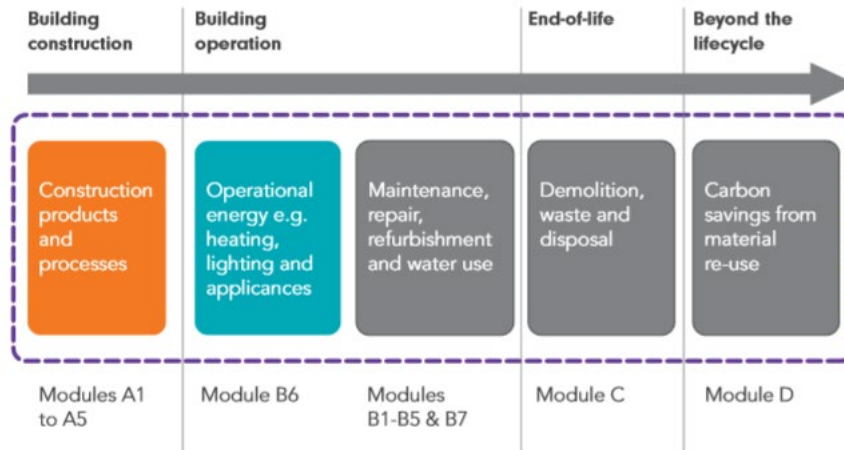 Building
construction
Building
operation
End-of-life
Beyond the
lifecycle
Construction
products
and
processes
Operational
energy e.g.
heating,
lighting and
applicances
Maintenance,
repair,
refurbishment
and water use
Demolition,
waste and
disposal
Carbon
savings from
material
re-use
Modules A1
to A5
Module B6
Modules
B1-B5 & B7
Module C
Module D